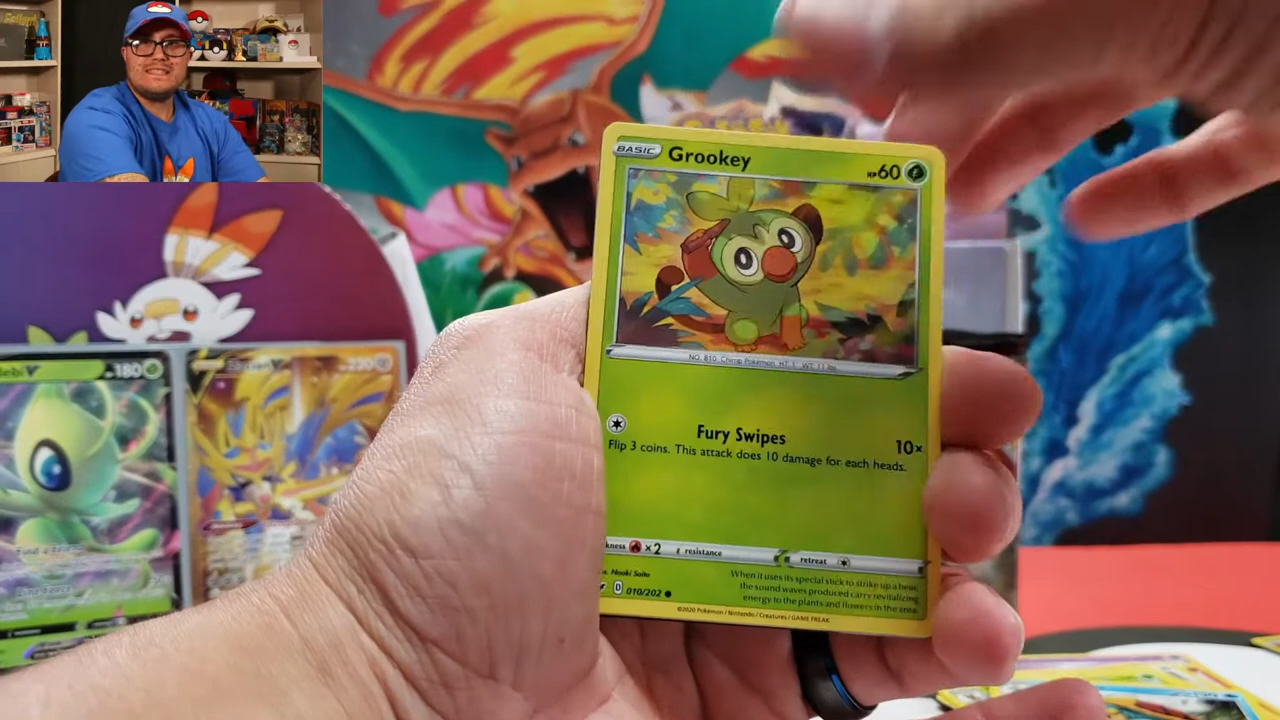 BASIC Grookey HP60
NO. 810 Chimp Pokémon HT: 1
Fury Swipes 10×
Flip 3 coins. This attack does 10 damage for each heads.
kness ×2 resistance retreat
Naoki Saito
D 010/202
When it uses its special stick to strike up a beat,
the sound waves produced carry revitalizing
energy to the plants and flowers in the area.
©2020 Pokémon / Nintendo / Creatures / GAME FREAK
ebi V 180
V 220